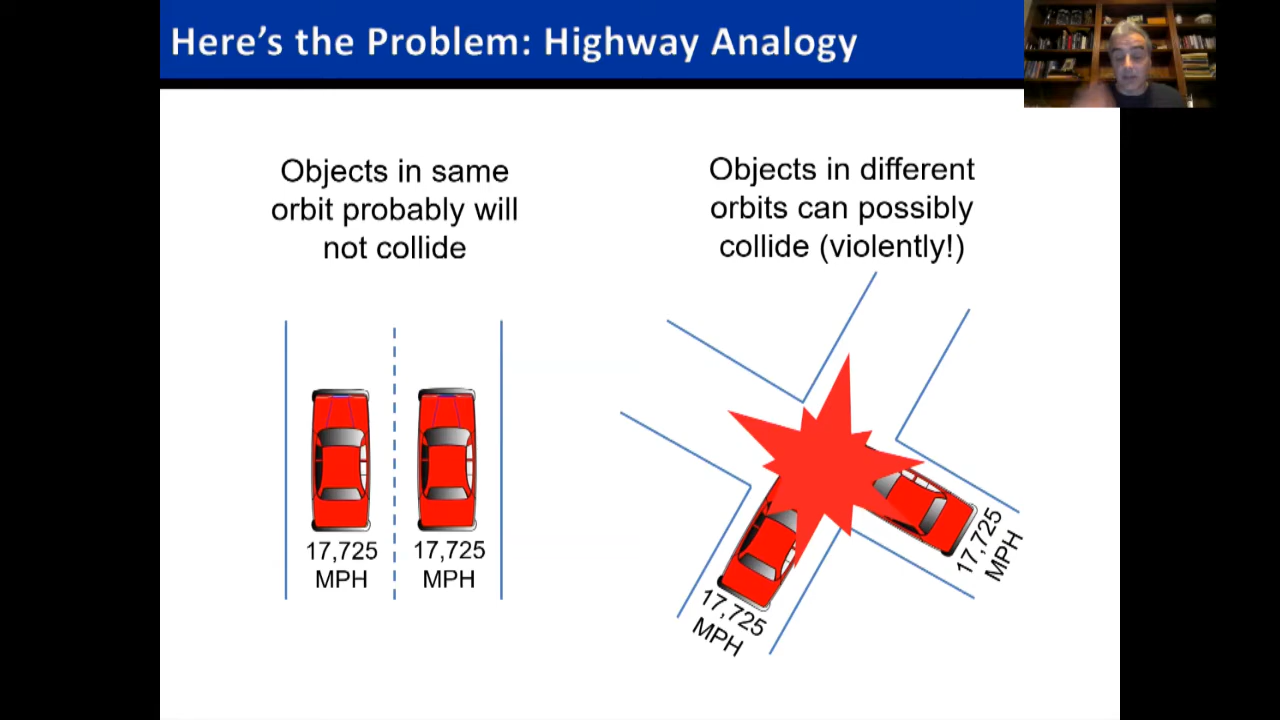 Here's the Problem: Highway Analogy
Objects in same
orbit probably will
not collide
Objects in different
orbits can possibly
collide (violently!)
17,725
MPH
17,725
MPH
17,725
MPH
17,725
MPH